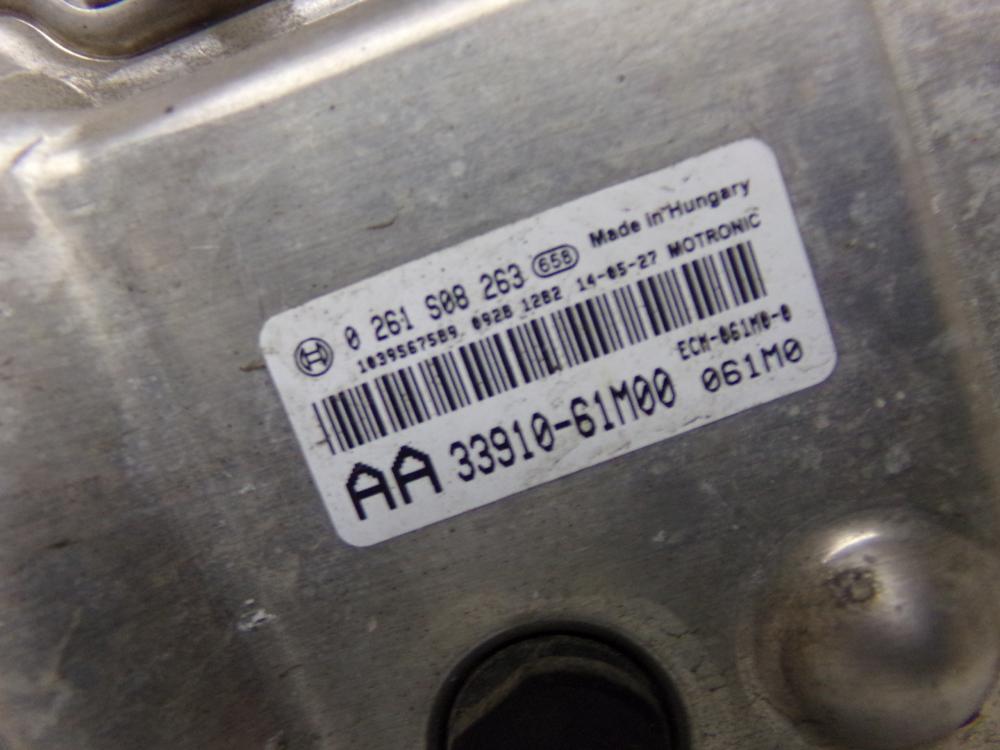 0 261 S08 263 658 Made in Hungary
1039567589 0928 1282 14-05-27 MOTRONIC
ECM-061M0-0
AA 33910-61M00 061M0